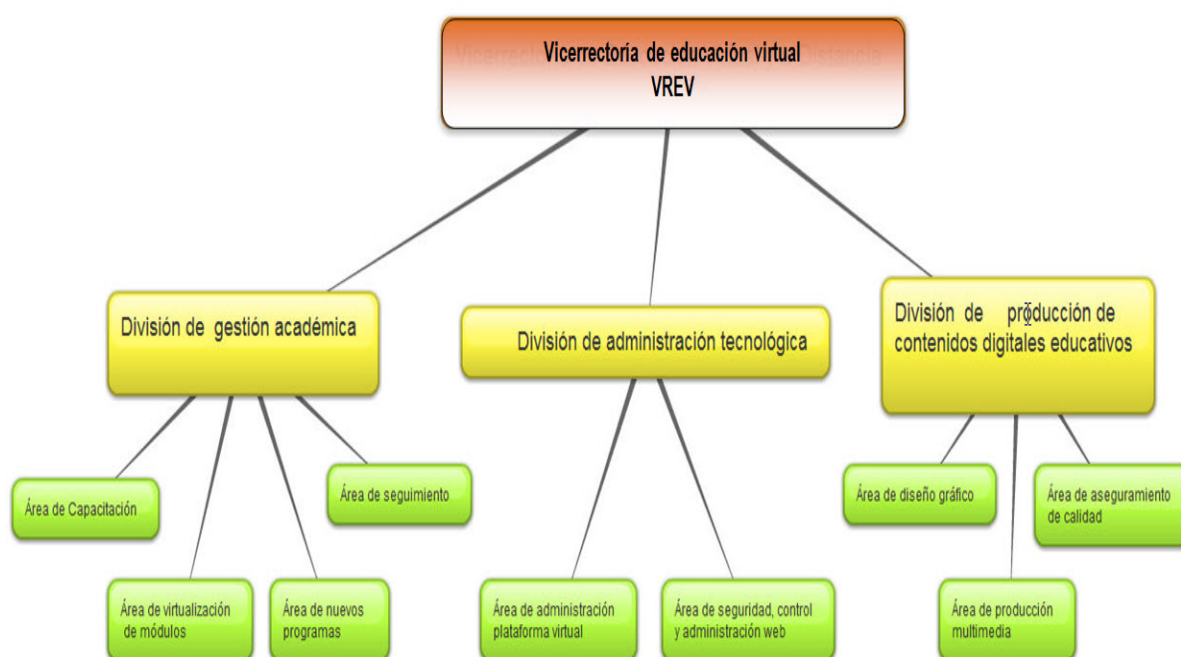 Vicerrectoría de educación virtual
VREV
División de gestión académica
División de administración tecnológica
División de producción de
contenidos digitales educativos
Área de Capacitación
Área de seguimiento
Área de virtualización
de módulos
Área de nuevos
programas
Área de administración
plataforma virtual
Área de seguridad, control
y administración web
Área de diseño gráfico
Área de aseguramiento
de calidad
Área de producción
multimedia